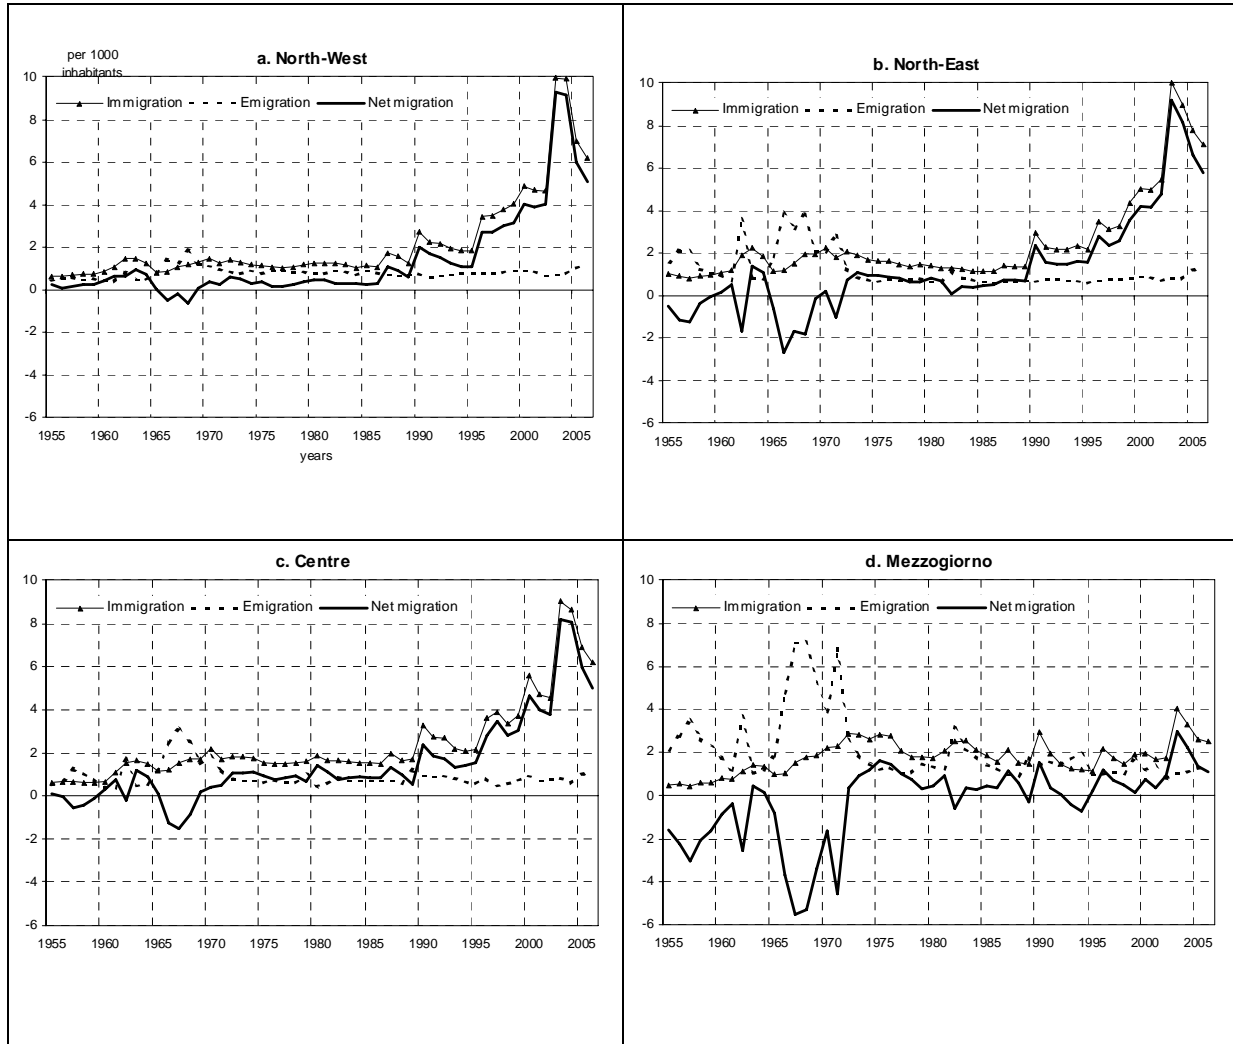 per 1000
inhabitants
a. North-West
Immigration Emigration Net migration
10
8
6
4
2
0
-2
-4
-6
1955 1960 1965 1970 1975 1980 1985 1990 1995 2000 2005
years
b. North-East
Immigration Emigration Net migration
10
8
6
4
2
0
-2
-4
-6
1955 1960 1965 1970 1975 1980 1985 1990 1995 2000 2005
c. Centre
Immigration Emigration Net migration
10
8
6
4
2
0
-2
-4
-6
1955 1960 1965 1970 1975 1980 1985 1990 1995 2000 2005
d. Mezzogiorno
Immigration Emigration Net migration
10
8
6
4
2
0
-2
-4
-6
1955 1960 1965 1970 1975 1980 1985 1990 1995 2000 2005